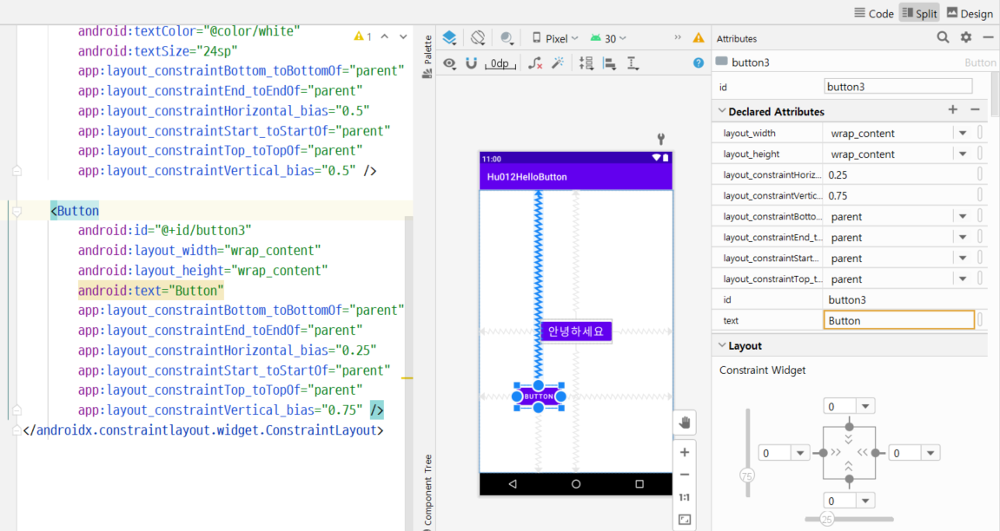 Code Split Design
android:textColor="@color/white"
android:textSize="24sp"
app:layout_constraintBottom_toBottomOf="parent"
app:layout_constraintEnd_toEndOf="parent"
app:layout_constraintHorizontal_bias="0.5"
app:layout_constraintStart_toStartOf="parent"
app:layout_constraintTop_toTopOf="parent"
app:layout_constraintVertical_bias="0.5" />
<Button
android:id="@+id/button3"
android:layout_width="wrap_content"
android:layout_height="wrap_content"
android:text="Button"
app:layout_constraintBottom_toBottomOf="parent"
app:layout_constraintEnd_toEndOf="parent"
app:layout_constraintHorizontal_bias="0.25"
app:layout_constraintStart_toStartOf="parent"
app:layout_constraintTop_toTopOf="parent"
app:layout_constraintVertical_bias="0.75" />
</androidx.constraintlayout.widget.ConstraintLayout>
1
Palette
Component Tree
Pixel 30
0dp
11:00
Hu012HelloButton
안녕하세요
BUTTON
1:1
Attributes
button3 Button
id button3
Declared Attributes
layout_width wrap_content
layout_height wrap_content
layout_constraintHoriz... 0.25
layout_constraintVertic... 0.75
layout_constraintBotto... parent
layout_constraintEnd_t... parent
layout_constraintStart... parent
layout_constraintTop_t... parent
id button3
text Button
Layout
Constraint Widget
0
0 0
75
0
25